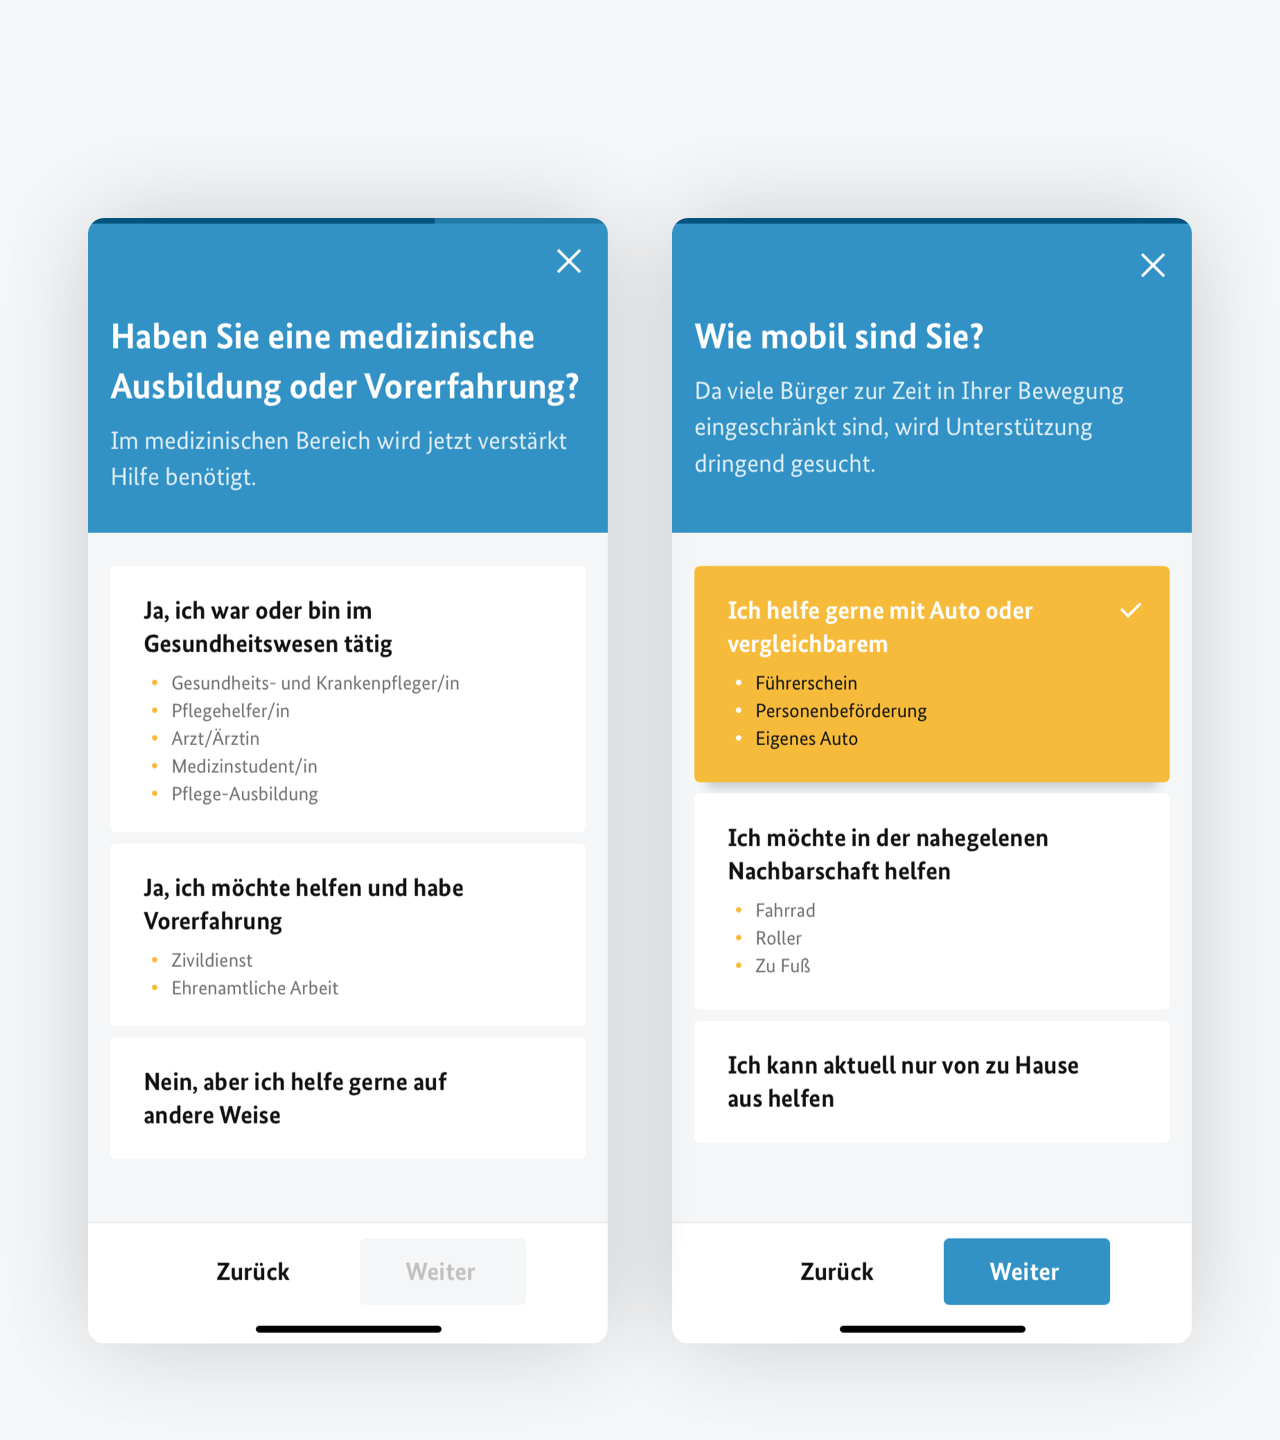 Haben Sie eine medizinische
Ausbildung oder Vorerfahrung?
Im medizinischen Bereich wird jetzt verstärkt
Hilfe benötigt.
Ja, ich war oder bin im
Gesundheitswesen tätig
• Gesundheits- und Krankenpfleger/in
• Pflegehelfer/in
• Arzt/Ärztin
• Medizinstudent/in
• Pflege-Ausbildung
Ja, ich möchte helfen und habe
Vorerfahrung
• Zivildienst
• Ehrenamtliche Arbeit
Nein, aber ich helfe gerne auf
andere Weise
Zurück
Weiter
Wie mobil sind Sie?
Da viele Bürger zur Zeit in Ihrer Bewegung
eingeschränkt sind, wird Unterstützung
dringend gesucht.
Ich helfe gerne mit Auto oder
vergleichbarem
• Führerschein
• Personenbeförderung
• Eigenes Auto
Ich möchte in der nahegelenen
Nachbarschaft helfen
• Fahrrad
• Roller
• Zu Fuß
Ich kann aktuell nur von zu Hause
aus helfen
Zurück
Weiter